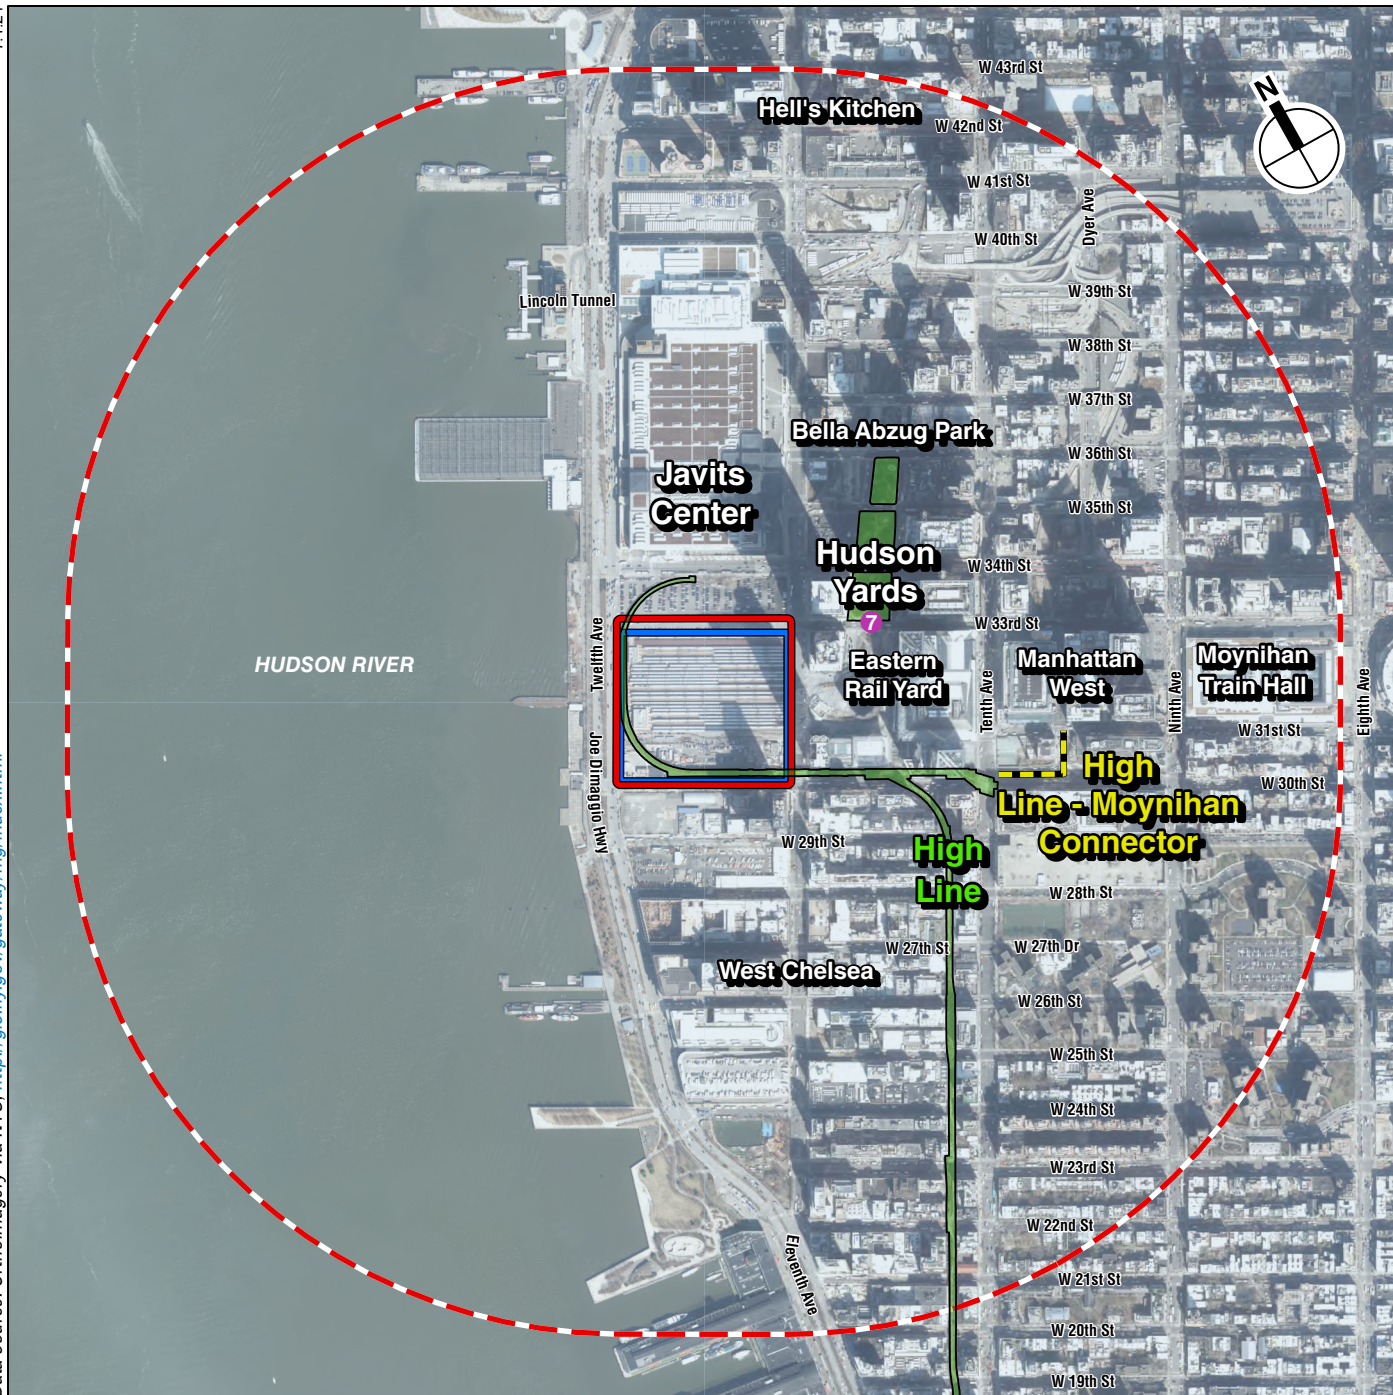 W 43rd St
N
Hell's Kitchen
W 42nd St
W 41st St
Dyer Ave
W 40th St
W 39th St
Lincoln Tunnel
W 38th St
W 37th St
Bella Abzug Park
W 36th St
Javits
Center
W 35th St
Hudson
Yards
W 34th St
7
W 33rd St
Twelfth Ave
HUDSON RIVER
Eastern
Rail Yard
Manhattan
West
Moynihan
Train Hall
Tenth Ave
Ninth Ave
Eighth Ave
W 31st St
Joe Dimaggio Hwy
High
Line - Moynihan
Connector
W 30th St
W 29th St
High
Line
W 28th St
W 27th St
W 27th Dr
West Chelsea
W 26th St
W 25th St
W 24th St
W 23rd St
W 22nd St
Eleventh Ave
W 21st St
W 20th St
W 19th St